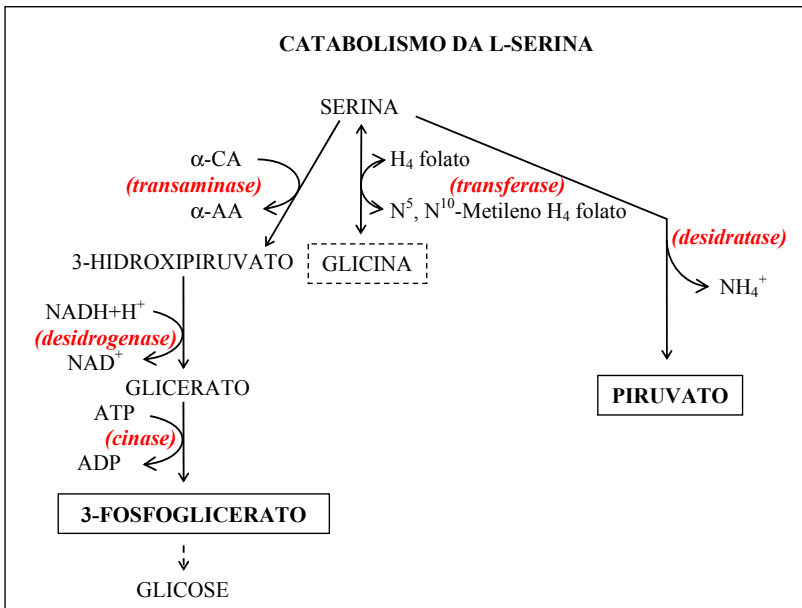 CATABOLISMO DA L-SERINA
SERINA
α-CA
(transaminase)
α-AA
H₄ folato
(transferase)
N⁵, N¹⁰-Metileno H₄ folato
(desidratase)
NH₄⁺
3-HIDROXIPIRUVATO
GLICINA
NADH+H⁺
(desidrogenase)
NAD⁺
GLICERATO
PIRUVATO
ATP
(cinase)
ADP
3-FOSFOGLICERATO
GLICOSE